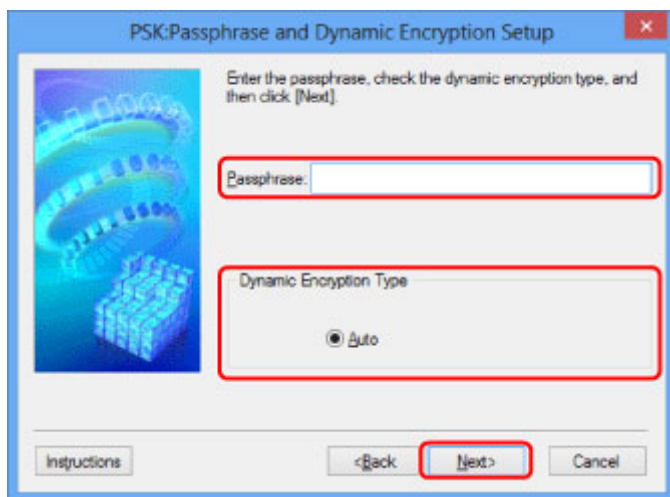 PSK:Passphrase and Dynamic Encryption Setup
Enter the passphrase, check the dynamic encryption type, and
then click [Next].
Passphrase:
Dynamic Encryption Type
Auto
Instructions
<Back
Next>
Cancel